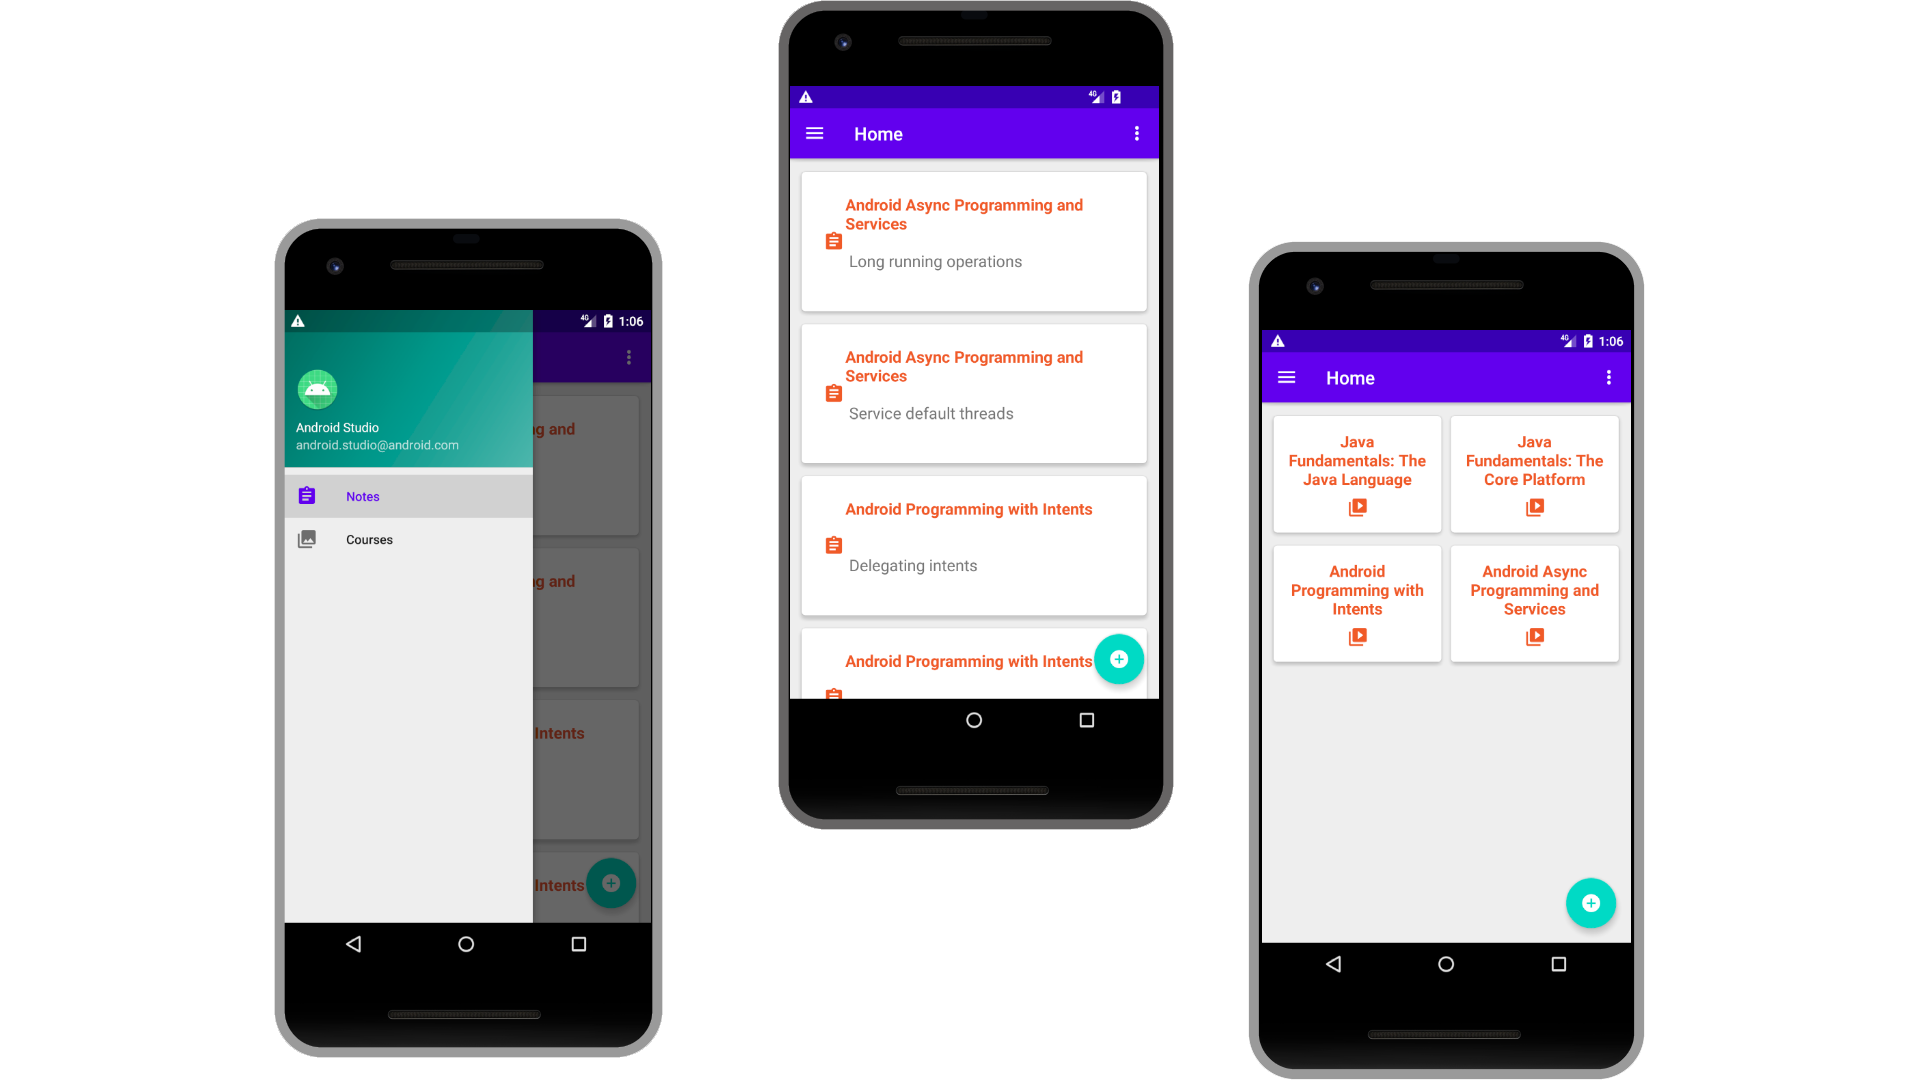 4G 1:06
Android Studio
android.studio@android.com
Notes
Courses
ng and
ng and
Intents
Intents
4G
Home
Android Async Programming and
Services
Long running operations
Android Async Programming and
Services
Service default threads
Android Programming with Intents
Delegating intents
Android Programming with Intents
4G 1:06
Home
Java
Fundamentals: The
Java Language
Java
Fundamentals: The
Core Platform
Android
Programming with
Intents
Android Async
Programming and
Services